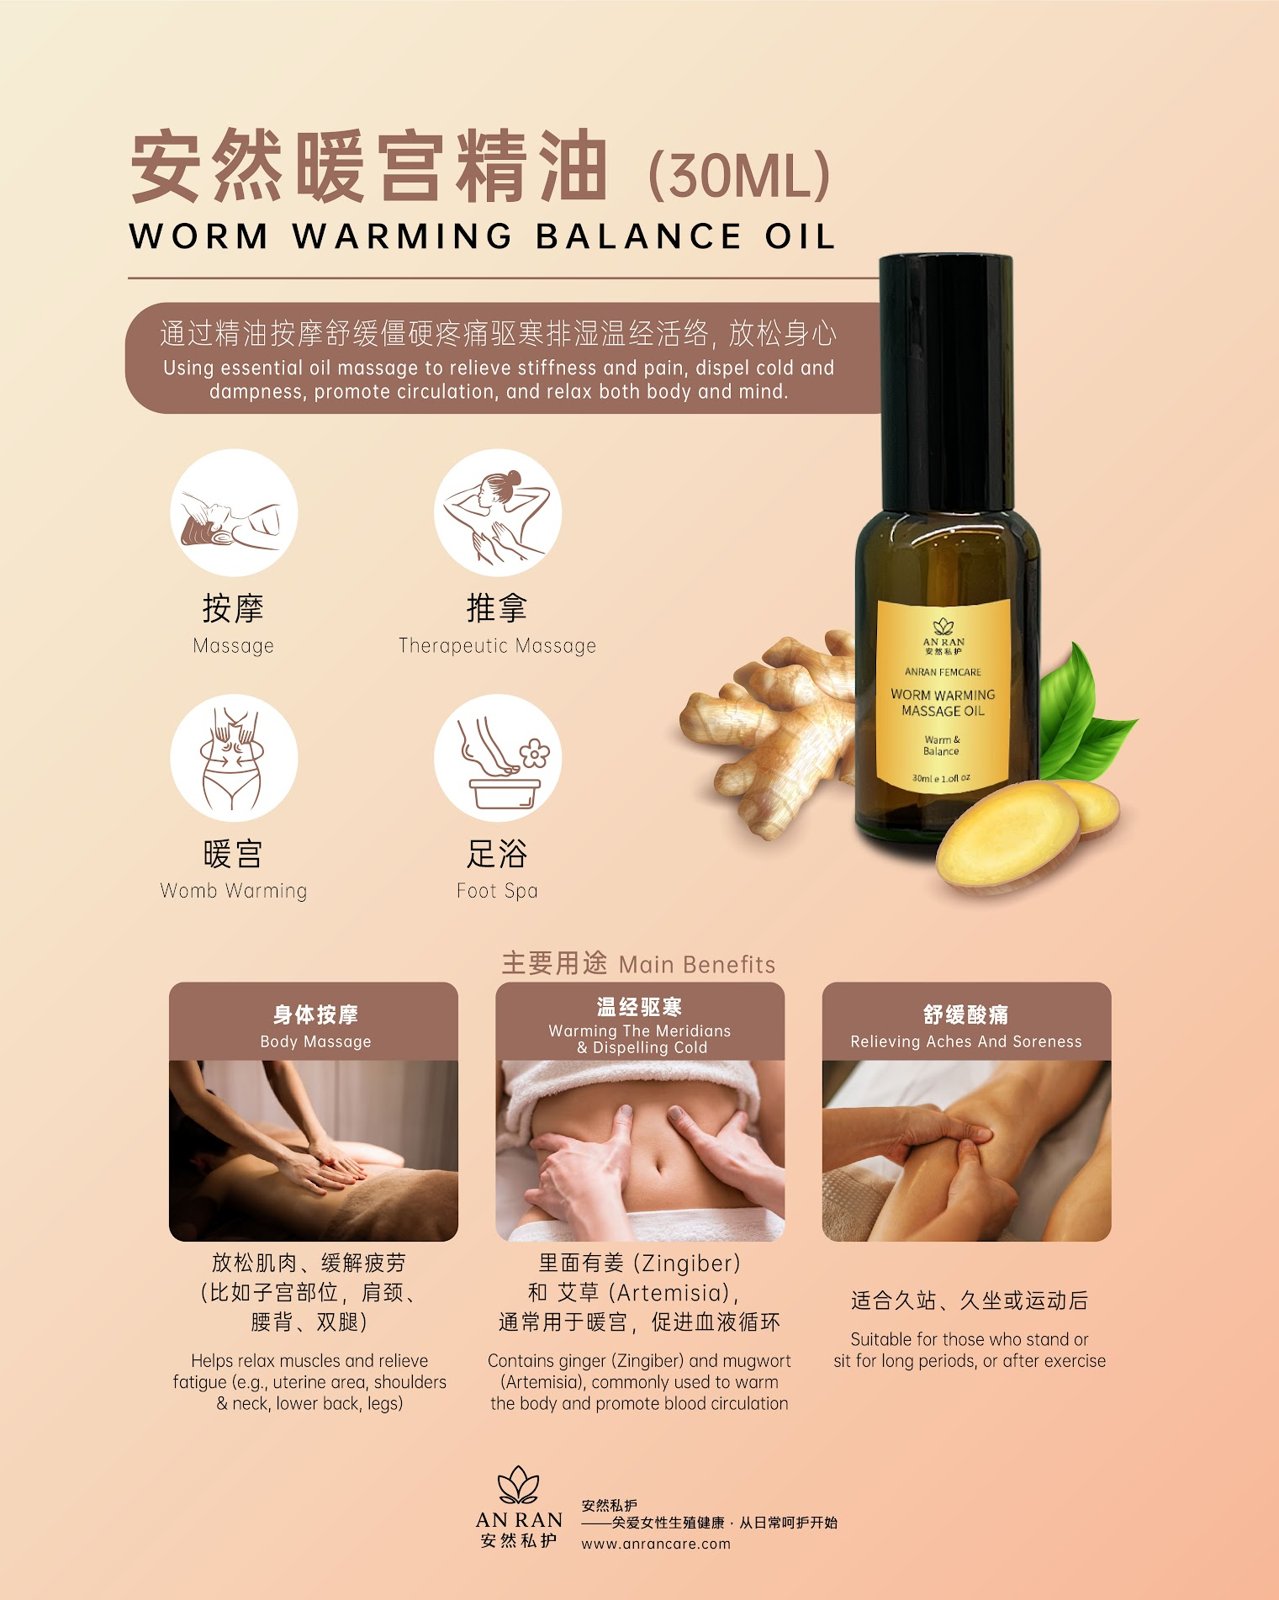 安然暖宫精油 (30ML)
WORM WARMING BALANCE OIL
通过精油按摩舒缓僵硬疼痛驱寒排湿温经活络, 放松身心
Using essential oil massage to relieve stiffness and pain, dispel cold and
dampness, promote circulation, and relax both body and mind.
按摩
Massage
推拿
Therapeutic Massage
暖宫
Womb Warming
足浴
Foot Spa
AN RAN
安然私护
ANRAN FEMCARE
WORM WARMING
MASSAGE OIL
Warm &
Balance
30ml e 1.ofl oz
主要用途 Main Benefits
身体按摩
Body Massage
放松肌肉、缓解疲劳
(比如子宫部位, 肩颈、
腰背、双腿)
Helps relax muscles and relieve
fatigue (e.g., uterine area, shoulders
& neck, lower back, legs)
温经驱寒
Warming The Meridians
& Dispelling Cold
里面有姜 (Zingiber)
和 艾草 (Artemisia),
通常用于暖宫, 促进血液循环
Contains ginger (Zingiber) and mugwort
(Artemisia), commonly used to warm
the body and promote blood circulation
舒缓酸痛
Relieving Aches And Soreness
适合久站、久坐或运动后
Suitable for those who stand or
sit for long periods, or after exercise
AN RAN
安然私护
安然私护
——关爱女性生殖健康 · 从日常呵护开始
www.anrancare.com